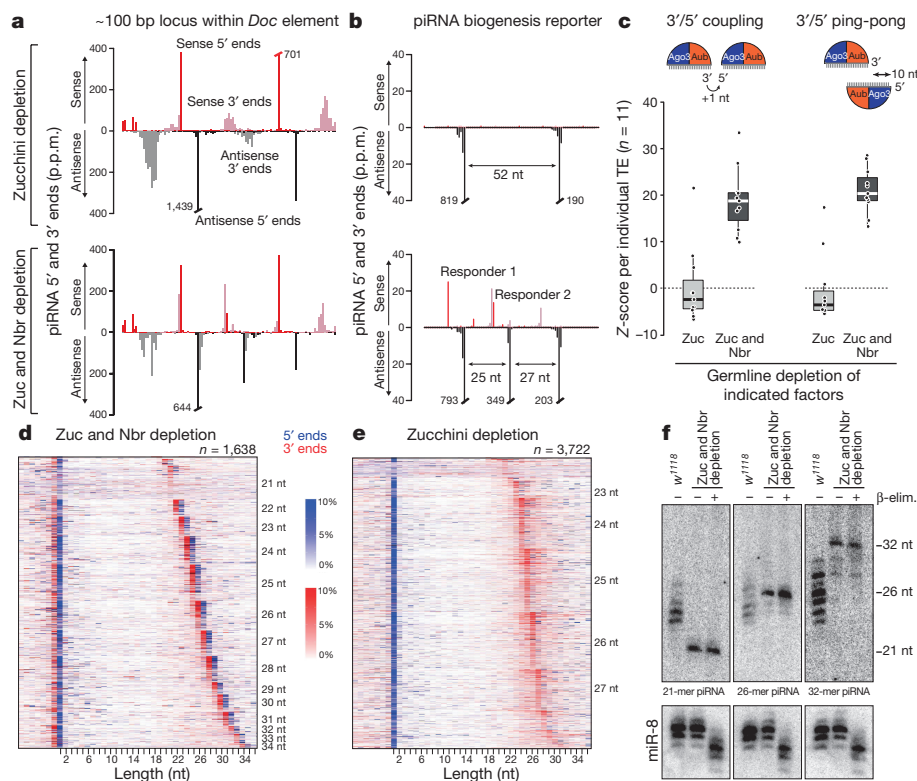 a ~100 bp locus within Doc element
Zucchini depletion
Zuc and Nbr depletion
piRNA 5′ and 3′ ends (p.p.m.)
Sense
Antisense
400
200
0
200
400
Sense 5′ ends
701
Sense 3′ ends
Antisense 3′ ends
1,439
Antisense 5′ ends
Sense
Antisense
400
200
0
200
400
644
b piRNA biogenesis reporter
piRNA 5′ and 3′ ends (p.p.m.)
Sense
Antisense
40
20
0
20
40
52 nt
819
190
Sense
Antisense
40
20
0
20
40
Responder 1
Responder 2
25 nt
27 nt
793
349
203
c 3′/5′ coupling
3′/5′ ping-pong
Ago3 Aub
Ago3 Aub
3′ 5′
+1 nt
Ago3 Aub
3′
10 nt
5′
Aub Ago3
Z-score per individual TE (n = 11)
40
30
20
10
0
–10
Zuc
Zuc and Nbr
Zuc
Zuc and Nbr
Germline depletion of indicated factors
d Zuc and Nbr depletion
5′ ends
3′ ends
n = 1,638
21 nt
22 nt
23 nt
24 nt
25 nt
26 nt
27 nt
28 nt
29 nt
30 nt
31 nt
32 nt
33 nt
34 nt
10%
5%
0%
10%
5%
0%
2 6 10 14 18 22 26 30 34
Length (nt)
e Zucchini depletion
n = 3,722
23 nt
24 nt
25 nt
26 nt
27 nt
2 6 10 14 18 22 26 30 34
Length (nt)
f
w1118
Zuc and Nbr depletion
w1118
Zuc and Nbr depletion
w1118
Zuc and Nbr depletion
– – + – – + – – + β-elim.
–32 nt
–26 nt
–21 nt
21-mer piRNA
26-mer piRNA
32-mer piRNA
miR-8